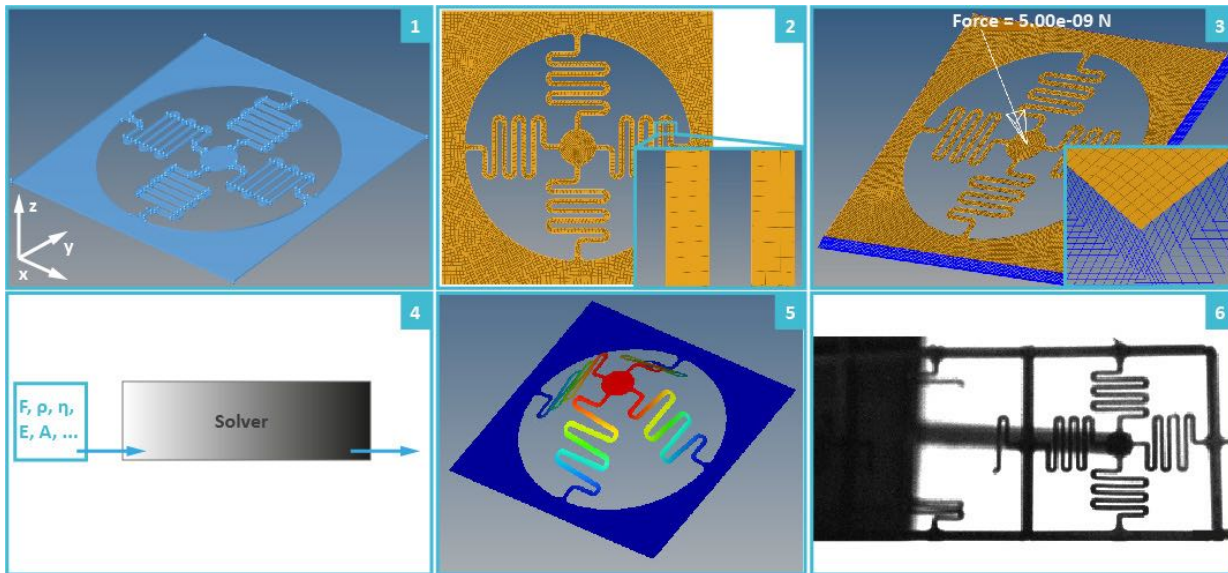 1
z
y
x
2
Force = 5.00e-09 N
3
4
F, ρ, η,
E, A, ...
Solver
5
6